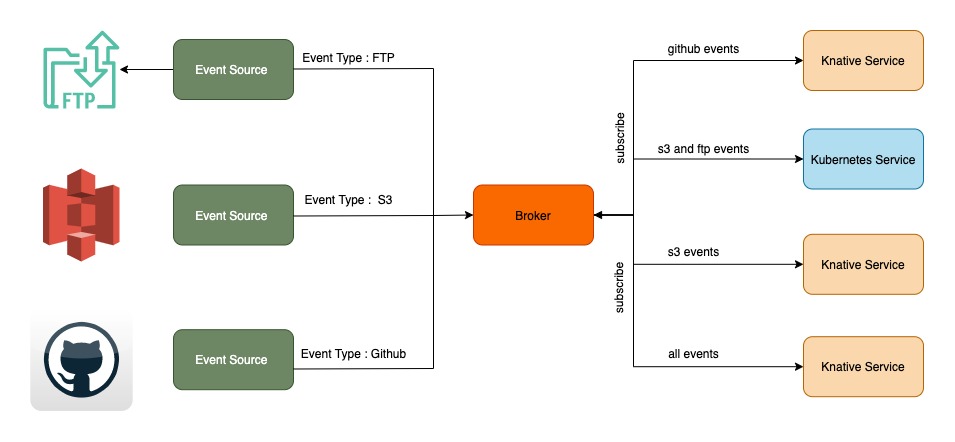 FTP
Event Source
Event Type : FTP
github events
Knative Service
subscribe
s3 and ftp events
Kubernetes Service
Event Source
Event Type : S3
Broker
s3 events
Knative Service
subscribe
Event Source
Event Type : Github
all events
Knative Service